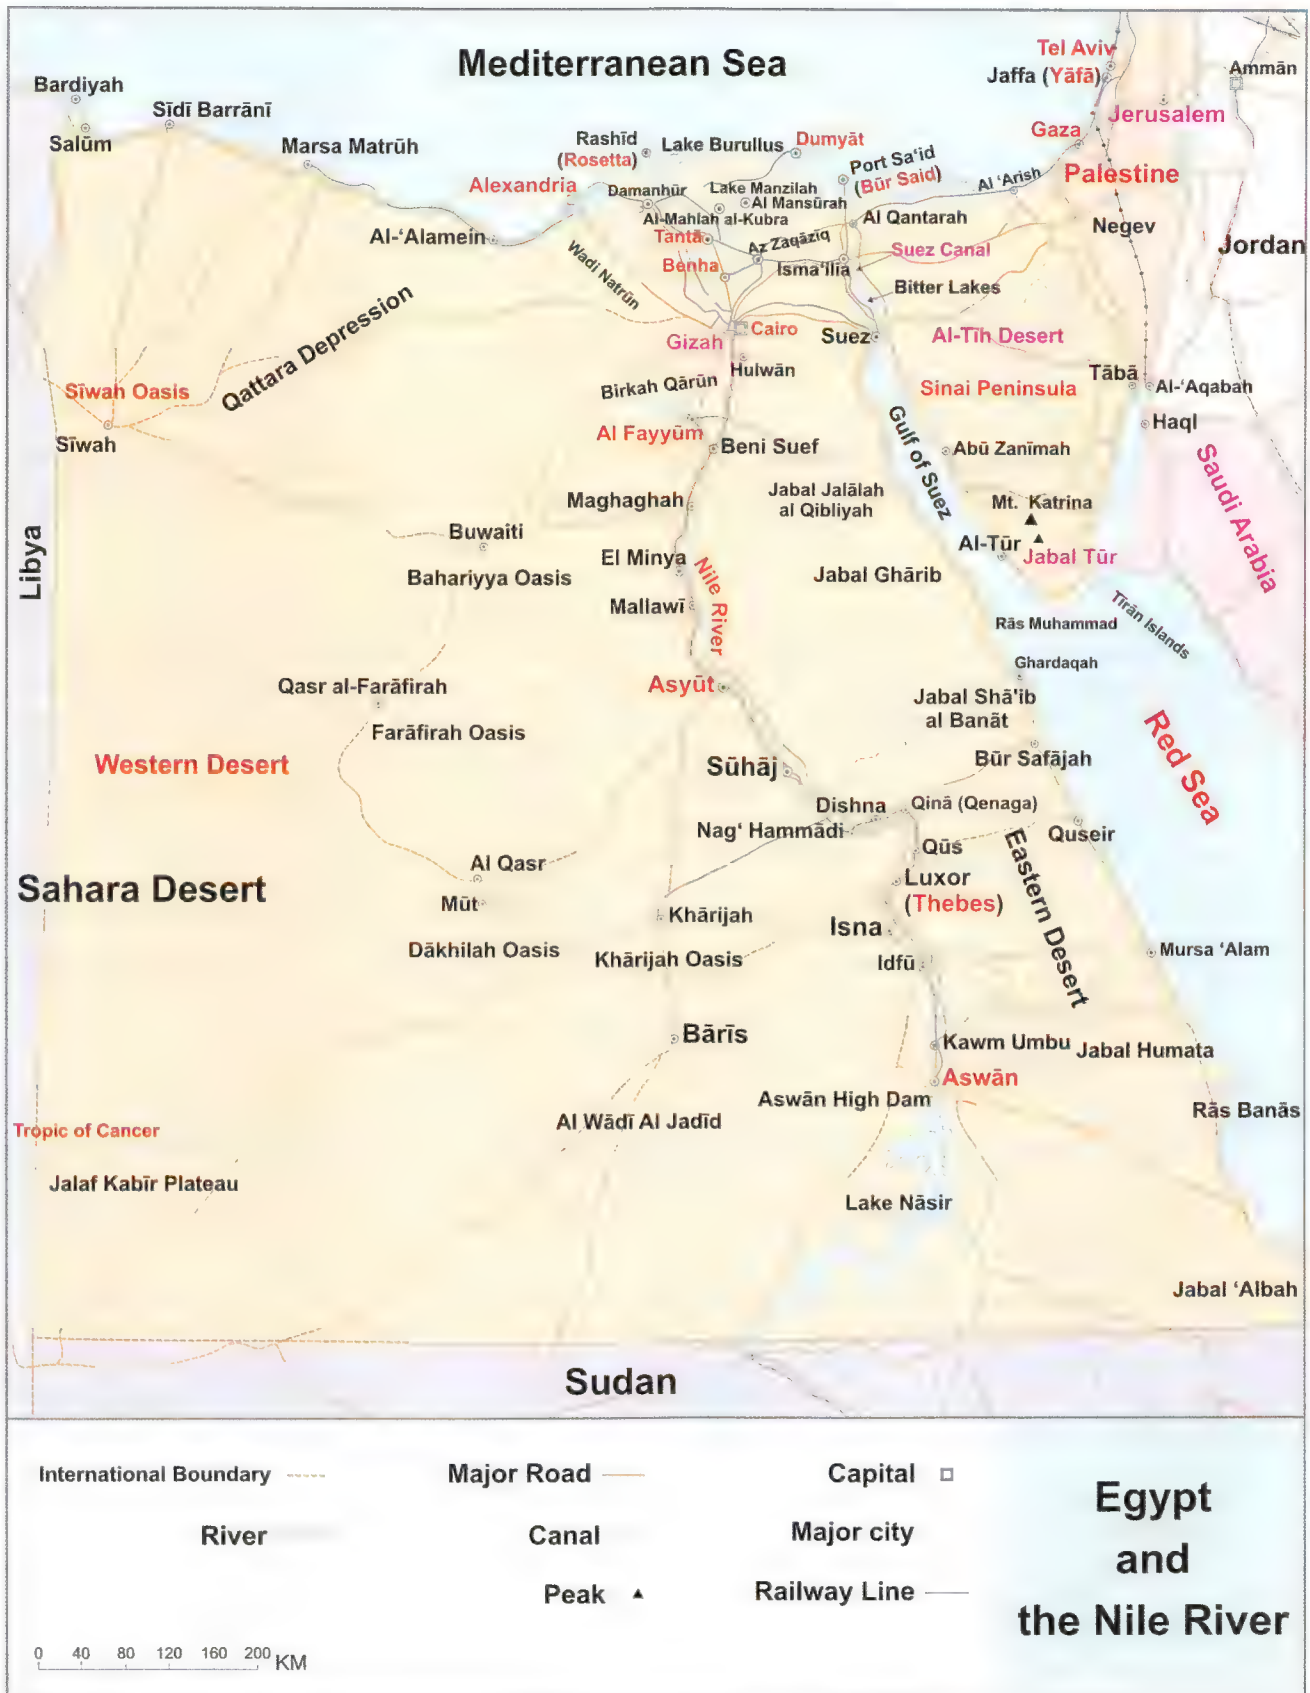 Mediterranean Sea
Tel Aviv
Jaffa (Yāfā)
Ammān
Bardiyah
Sīdī Barrānī
Salūm
Marsa Matrūh
Rashīd
(Rosetta)
Lake Burullus
Dumyāt
Jerusalem
Gaza
Port Sa'id
(Būr Said)
Al ‘Arish
Palestine
Alexandria
Damanhūr
Lake Manzilah
Al Mansūrah
Al-Mahlah al-Kubra
Al Qantarah
Negev
Jordan
Al-‘Alamein
Tantā
Az Zaqāzīq
Suez Canal
Wadi Natrūn
Benha
Isma‘īlia
Bitter Lakes
Qattara Depression
Cairo
Gizah
Suez
Al-Tīh Desert
Hulwān
Tābā
Al-‘Aqabah
Sīwah Oasis
Birkah Qārūn
Sinai Peninsula
Haql
Sīwah
Al Fayyūm
Beni Suef
Gulf of Suez
Abū Zanīmah
Saudi Arabia
Maghaghah
Jabal Jalālah
al Qibliyah
Mt. Katrina
Libya
Buwaiti
El Minya
Al-Tūr
Jabal Tūr
Bahariyya Oasis
Nile River
Jabal Ghārib
Mallawī
Tīrān Islands
Rās Muhammad
Ghardaqah
Qasr al-Farāfirah
Asyūt
Jabal Shā'ib
al Banāt
Farāfirah Oasis
Red Sea
Western Desert
Sūhāj
Būr Safājah
Dishna
Qinā (Qenaga)
Nag‘ Hammādi
Quseir
Qūs
Eastern Desert
Al Qasr
Sahara Desert
Luxor
(Thebes)
Mūt
Khārijah
Isna
Dākhilah Oasis
Khārijah Oasis
Idfū
Mursa ‘Alam
Bārīs
Kawm Umbu
Jabal Humata
Aswān
Aswān High Dam
Rās Banās
Al Wādī Al Jadīd
Tropic of Cancer
Jalaf Kabīr Plateau
Lake Nāsir
Jabal ‘Albah
Sudan
International Boundary
Major Road
Capital
River
Canal
Major city
Peak
Railway Line
Egypt
and
the Nile River
0 40 80 120 160 200 KM